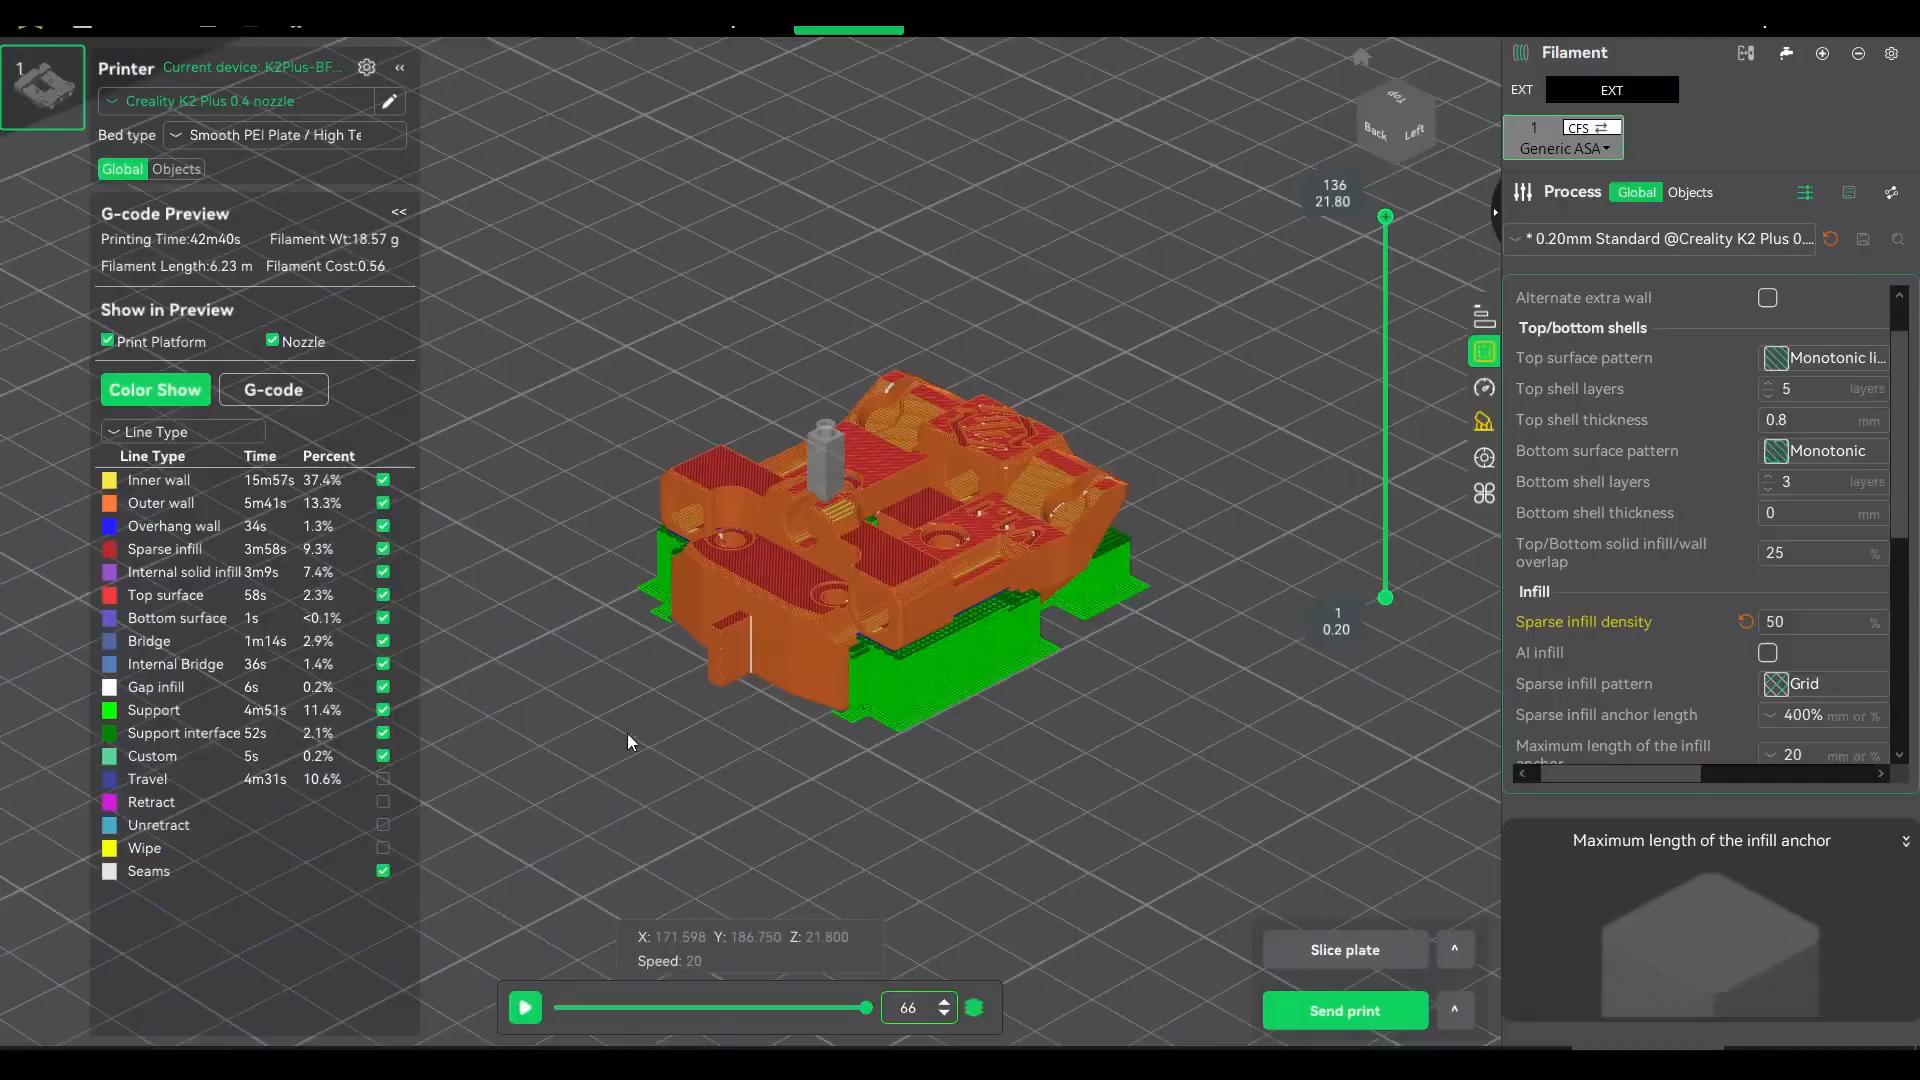 1
Printer
Current device: K2Plus-BF...
«
Creality K2 Plus 0.4 nozzle
Bed type
Smooth PEI Plate / High Te
Global
Objects
G-code Preview
<<
Printing Time:42m40s
Filament Wt:18.57 g
Filament Length:6.23 m
Filament Cost:0.56
Show in Preview
Print Platform
Nozzle
Color Show
G-code
Line Type
Line Type Time Percent
Inner wall 15m57s 37.4%
Outer wall 5m41s 13.3%
Overhang wall 34s 1.3%
Sparse infill 3m58s 9.3%
Internal solid infill 3m9s 7.4%
Top surface 58s 2.3%
Bottom surface 1s <0.1%
Bridge 1m14s 2.9%
Internal Bridge 36s 1.4%
Gap infill 6s 0.2%
Support 4m51s 11.4%
Support interface 52s 2.1%
Custom 5s 0.2%
Travel 4m31s 10.6%
Retract
Unretract
Wipe
Seams
Top
Back
Left
136
21.80
1
0.20
X: 171.598 Y: 186.750 Z: 21.800
Speed: 20
66
Slice plate
^
Send print
^
Filament
EXT
EXT
1
CFS
Generic ASA
Process
Global
Objects
* 0.20mm Standard @Creality K2 Plus 0....
Alternate extra wall
Top/bottom shells
Top surface pattern Monotonic li...
Top shell layers 5 layers
Top shell thickness 0.8 mm
Bottom surface pattern Monotonic
Bottom shell layers 3 layers
Bottom shell thickness 0 mm
Top/Bottom solid infill/wall
overlap
25 %
Infill
Sparse infill density 50 %
AI infill
Sparse infill pattern Grid
Sparse infill anchor length 400% mm or %
Maximum length of the infill
anchor
20 mm or %
Maximum length of the infill anchor